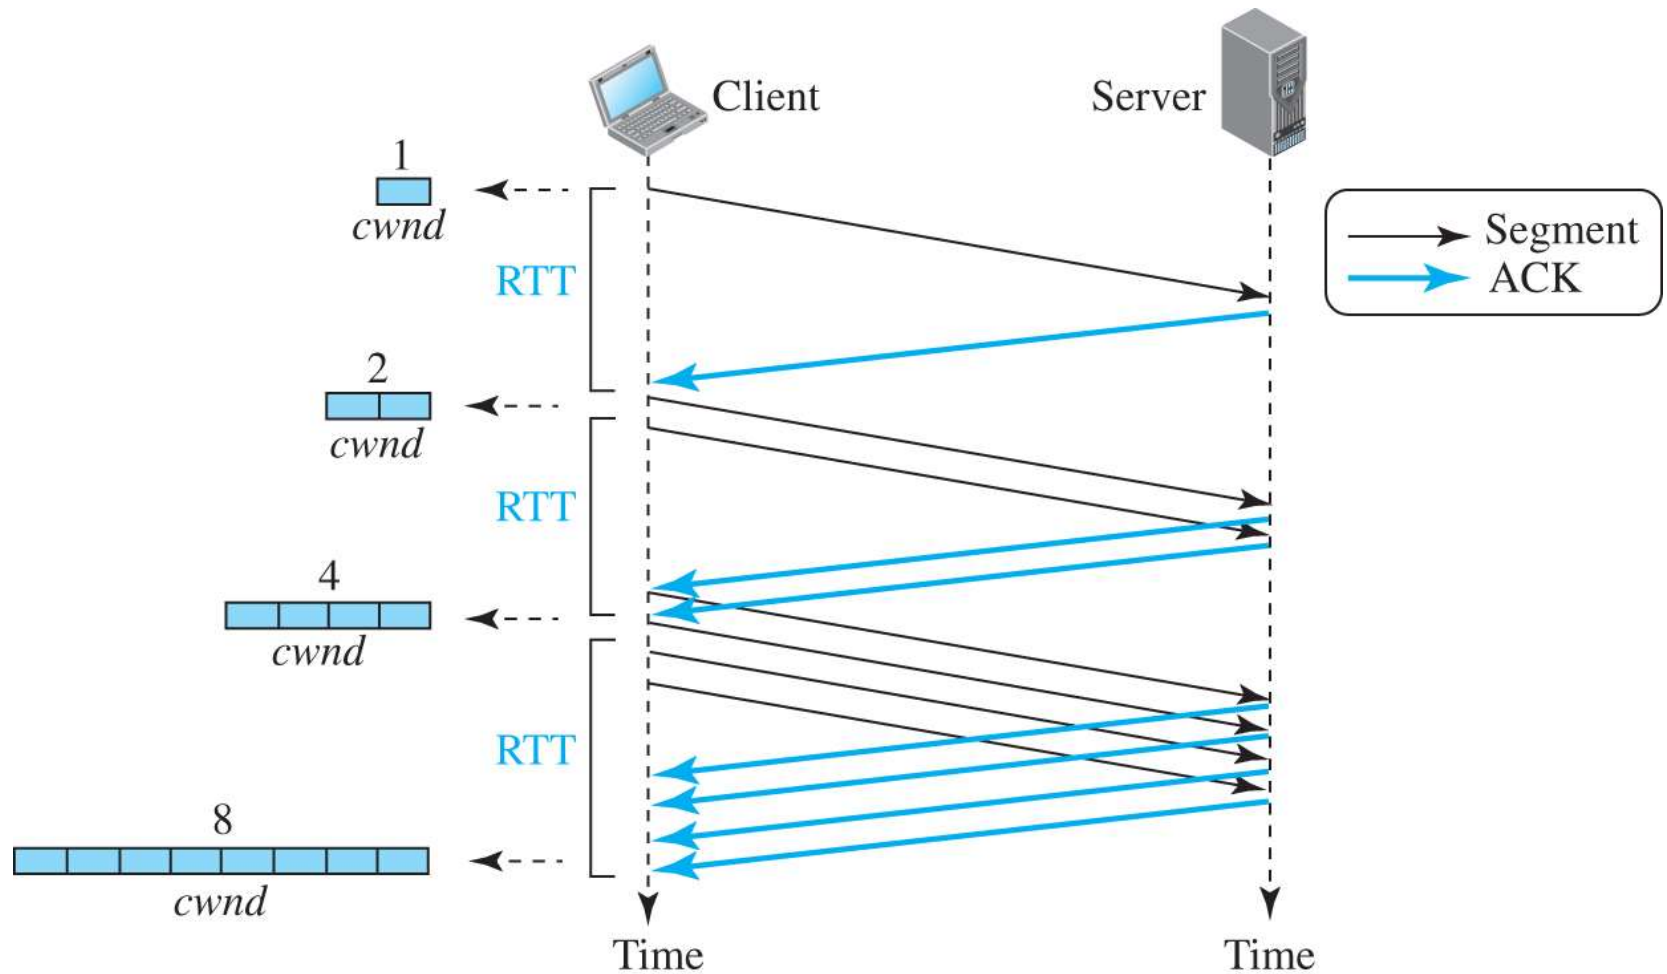 Client
Server
1
cwnd
Segment
ACK
RTT
2
cwnd
RTT
4
cwnd
RTT
8
cwnd
Time
Time